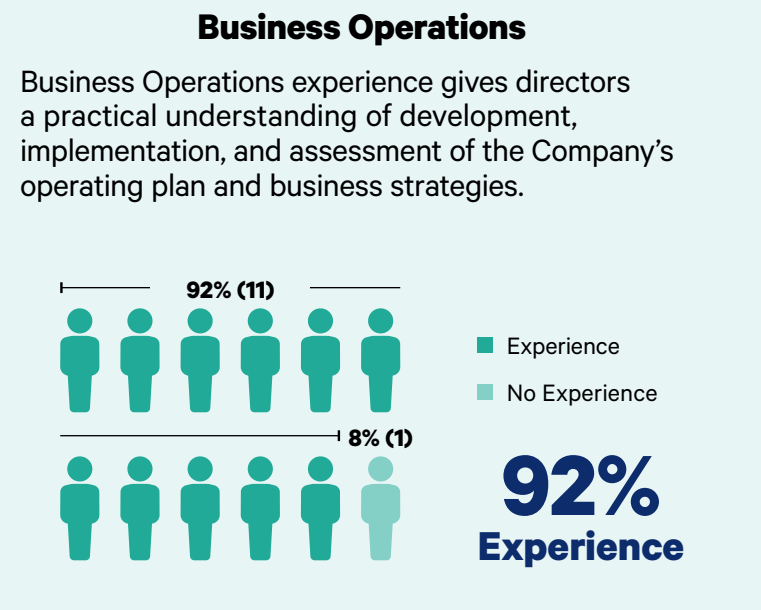 Business Operations
Business Operations experience gives directors
a practical understanding of development,
implementation, and assessment of the Company’s
operating plan and business strategies.
92% (11)
8% (1)
Experience
No Experience
92%
Experience